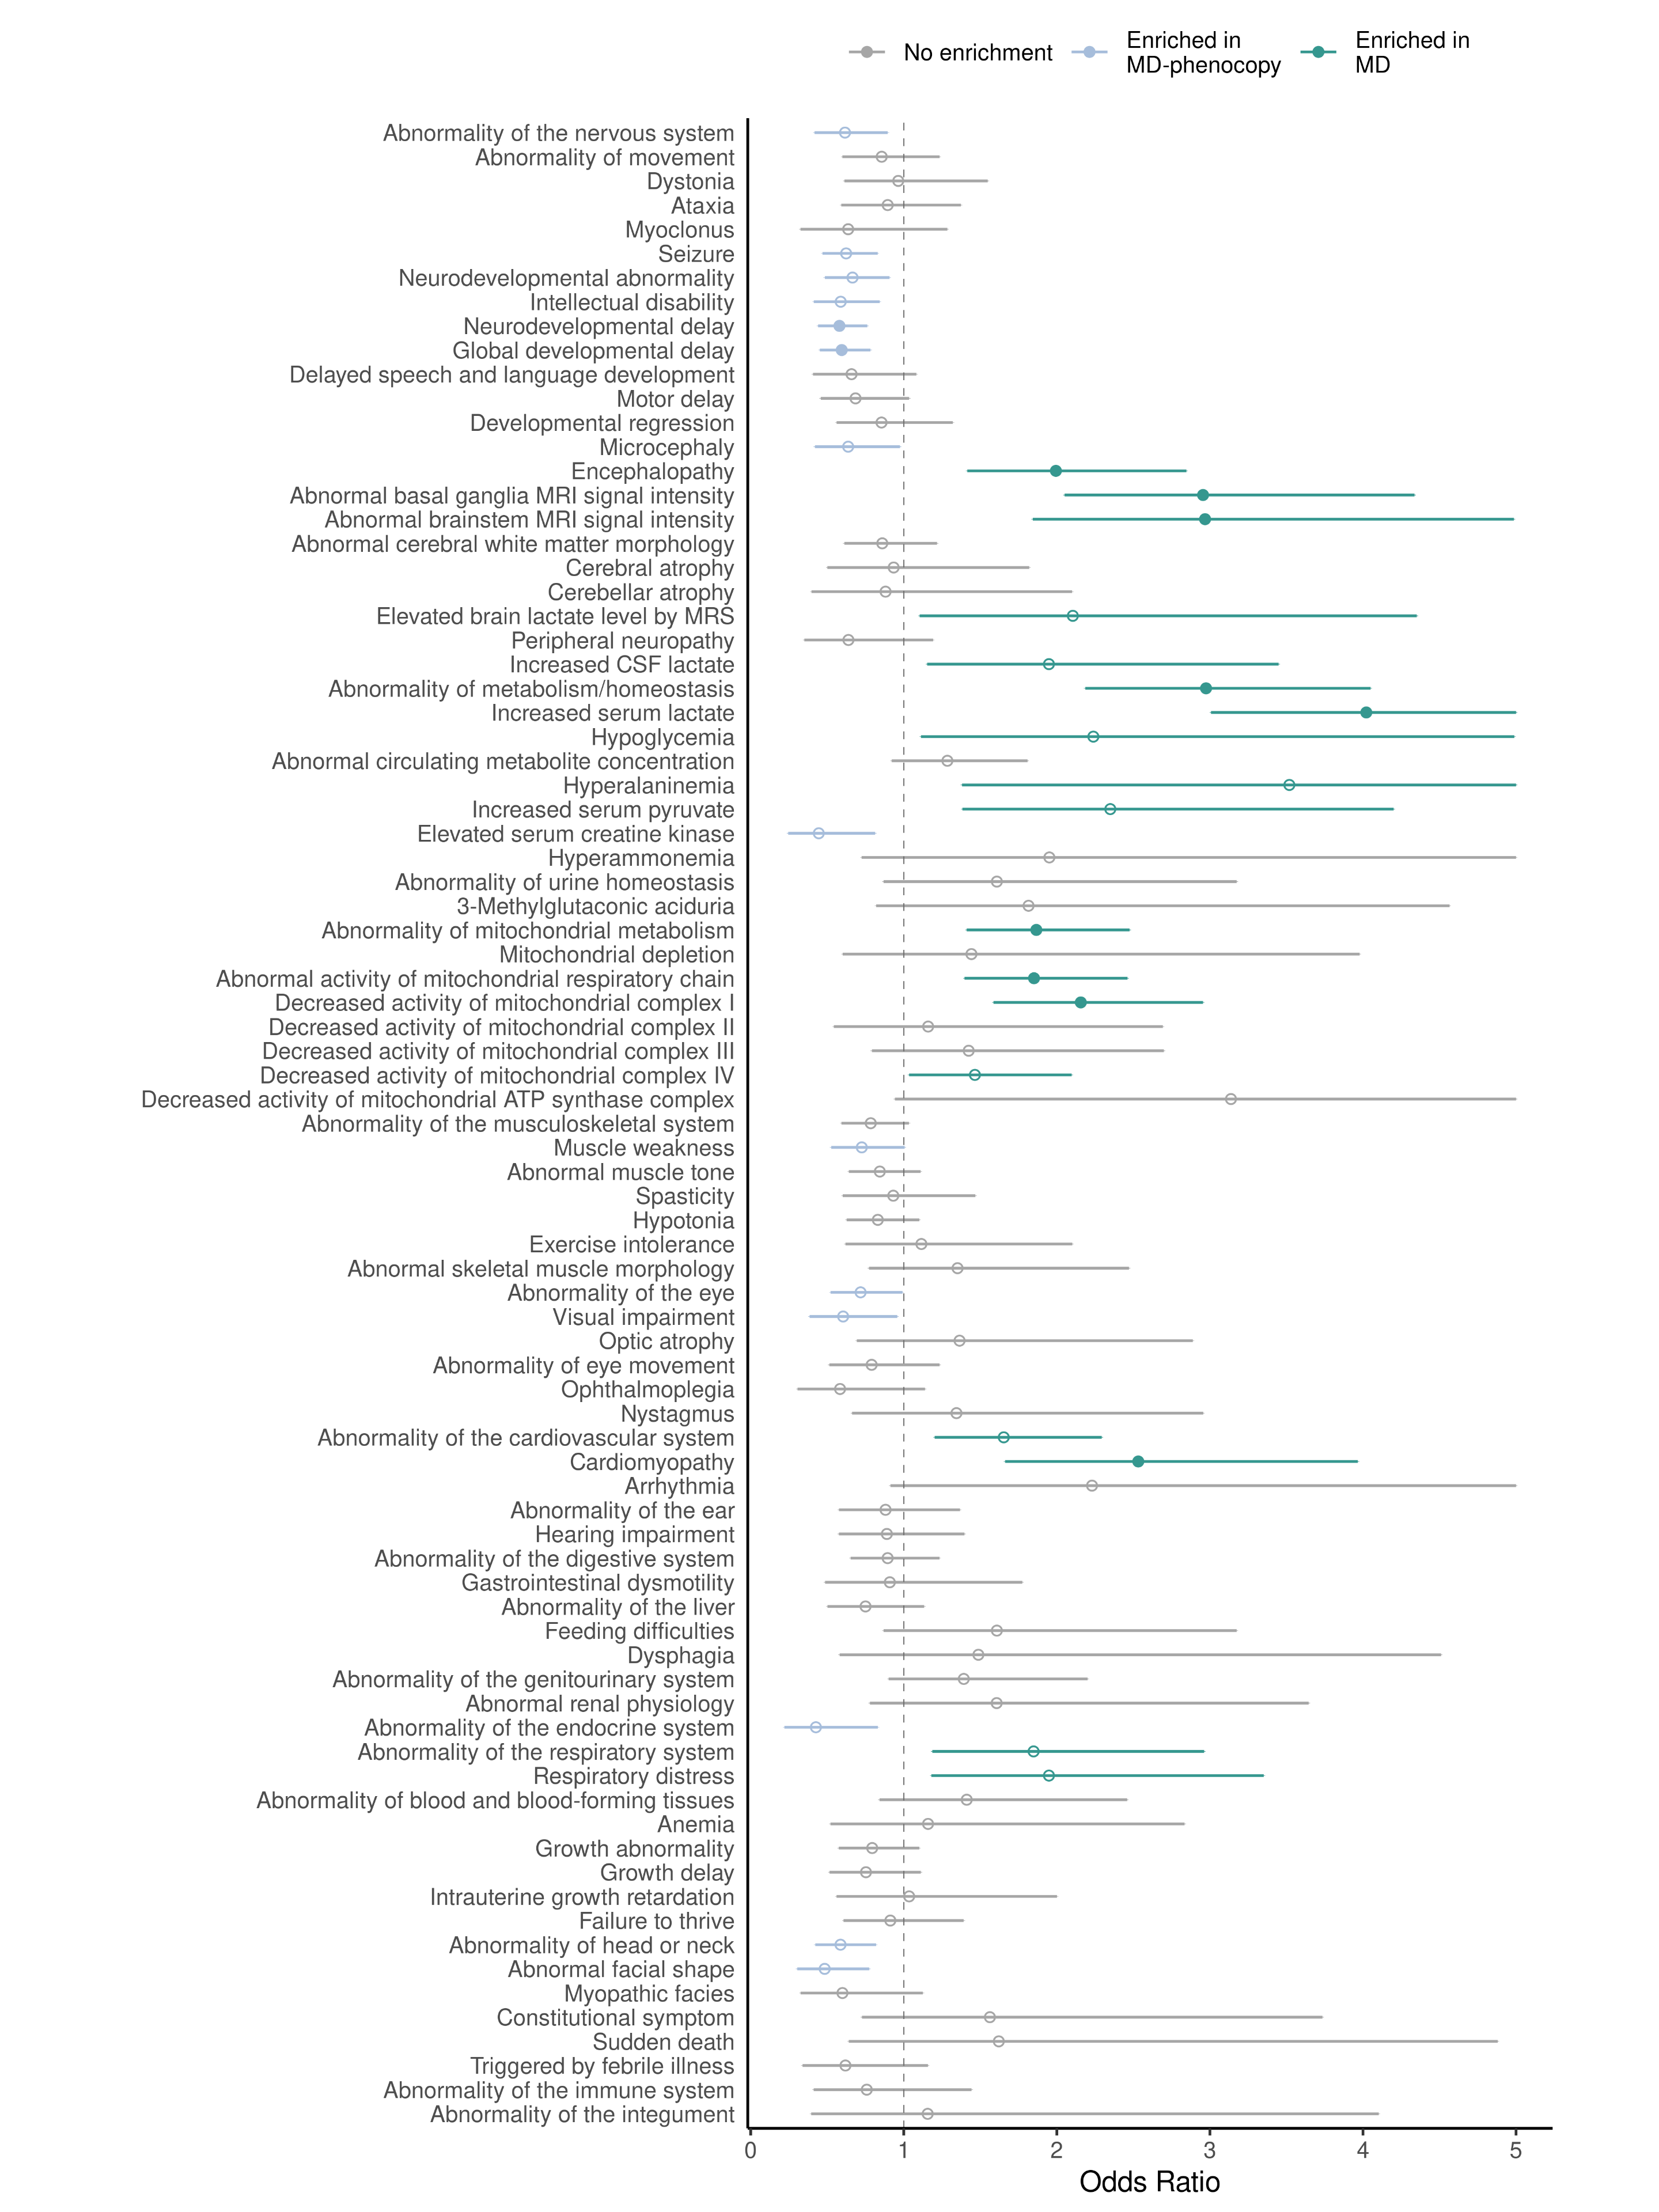 No enrichment
Enriched in
MD-phenocopy
Enriched in
MD
Abnormality of the nervous system
Abnormality of movement
Dystonia
Ataxia
Myoclonus
Seizure
Neurodevelopmental abnormality
Intellectual disability
Neurodevelopmental delay
Global developmental delay
Delayed speech and language development
Motor delay
Developmental regression
Microcephaly
Encephalopathy
Abnormal basal ganglia MRI signal intensity
Abnormal brainstem MRI signal intensity
Abnormal cerebral white matter morphology
Cerebral atrophy
Cerebellar atrophy
Elevated brain lactate level by MRS
Peripheral neuropathy
Increased CSF lactate
Abnormality of metabolism/homeostasis
Increased serum lactate
Hypoglycemia
Abnormal circulating metabolite concentration
Hyperalaninemia
Increased serum pyruvate
Elevated serum creatine kinase
Hyperammonemia
Abnormality of urine homeostasis
3-Methylglutaconic aciduria
Abnormality of mitochondrial metabolism
Mitochondrial depletion
Abnormal activity of mitochondrial respiratory chain
Decreased activity of mitochondrial complex I
Decreased activity of mitochondrial complex II
Decreased activity of mitochondrial complex III
Decreased activity of mitochondrial complex IV
Decreased activity of mitochondrial ATP synthase complex
Abnormality of the musculoskeletal system
Muscle weakness
Abnormal muscle tone
Spasticity
Hypotonia
Exercise intolerance
Abnormal skeletal muscle morphology
Abnormality of the eye
Visual impairment
Optic atrophy
Abnormality of eye movement
Ophthalmoplegia
Nystagmus
Abnormality of the cardiovascular system
Cardiomyopathy
Arrhythmia
Abnormality of the ear
Hearing impairment
Abnormality of the digestive system
Gastrointestinal dysmotility
Abnormality of the liver
Feeding difficulties
Dysphagia
Abnormality of the genitourinary system
Abnormal renal physiology
Abnormality of the endocrine system
Abnormality of the respiratory system
Respiratory distress
Abnormality of blood and blood-forming tissues
Anemia
Growth abnormality
Growth delay
Intrauterine growth retardation
Failure to thrive
Abnormality of head or neck
Abnormal facial shape
Myopathic facies
Constitutional symptom
Sudden death
Triggered by febrile illness
Abnormality of the immune system
Abnormality of the integument
0 1 2 3 4 5
Odds Ratio